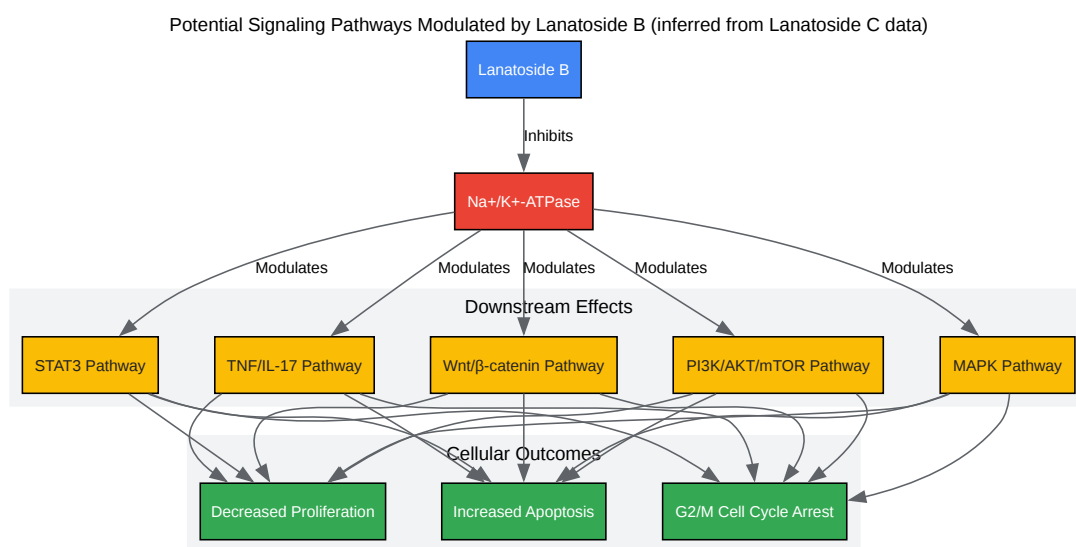 Potential Signaling Pathways Modulated by Lanatoside B (inferred from Lanatoside C data)
Lanatoside B
Inhibits
Na+/K+-ATPase
Modulates
Modulates
Modulates
Modulates
Modulates
Downstream Effects
STAT3 Pathway
TNF/IL-17 Pathway
Wnt/β-catenin Pathway
PI3K/AKT/mTOR Pathway
MAPK Pathway
Cellular Outcomes
Decreased Proliferation
Increased Apoptosis
G2/M Cell Cycle Arrest